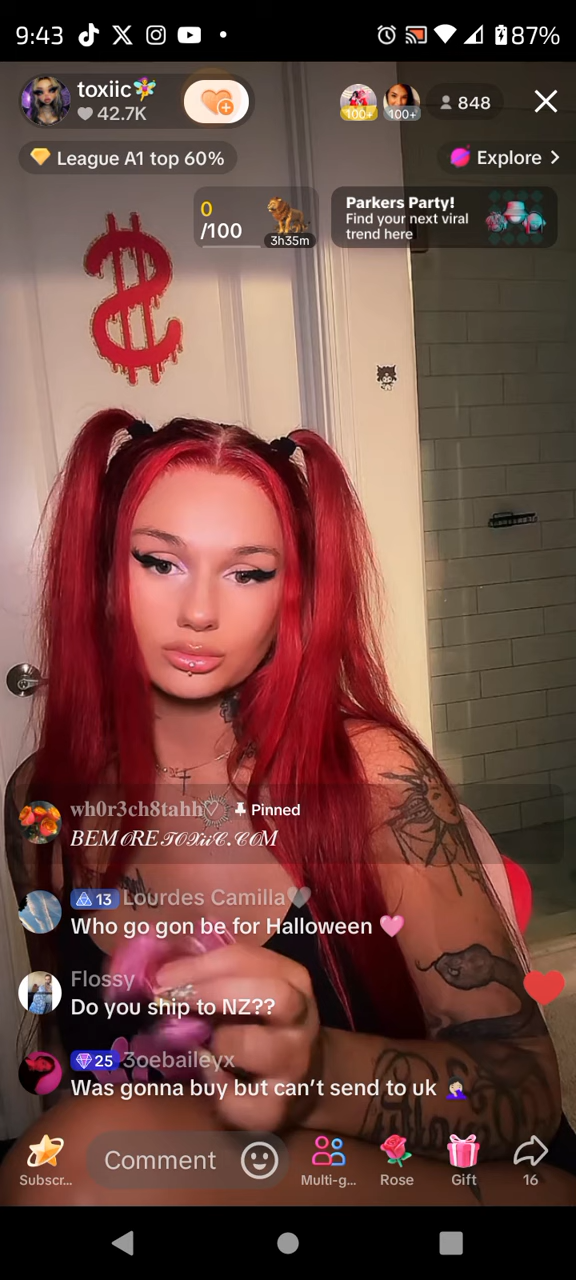 9:43
87%
toxiic🧚
42.7K
100+
100+
848
League A1 top 60%
Explore >
0
/100
3h35m
Parkers Party!
Find your next viral
trend here
wh0r3ch8tahh♡ Pinned
BEMORETOXiiC.COM
13 Lourdes Camilla🩶
Who go gon be for Halloween 🩷
Flossy
Do you ship to NZ??
25 3oebaileyx
Was gonna buy but can't send to uk 🤦🏻‍♀️
Subscr...
Comment
Multi-g...
Rose
Gift
16